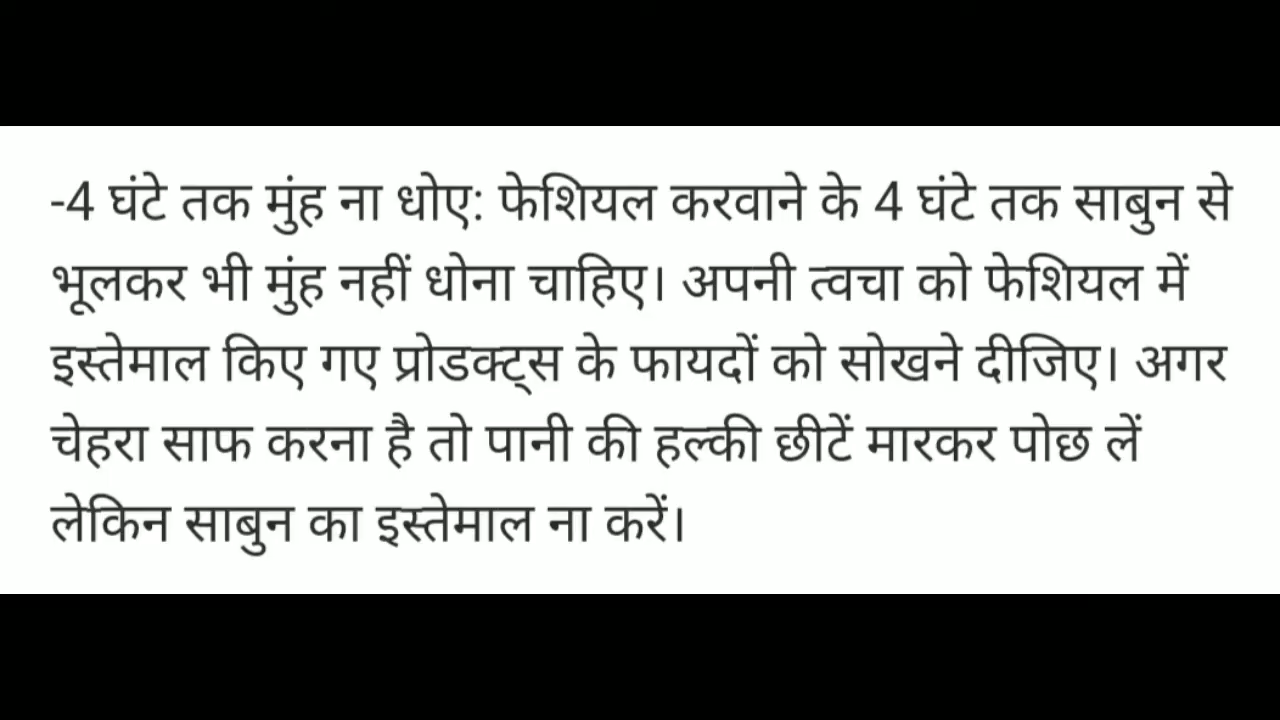 -4 घंटे तक मुंह ना धोए: फेशियल करवाने के 4 घंटे तक साबुन से
भूलकर भी मुंह नहीं धोना चाहिए। अपनी त्वचा को फेशियल में
इस्तेमाल किए गए प्रोडक्ट्स के फायदों को सोखने दीजिए। अगर
चेहरा साफ करना है तो पानी की हल्की छीटें मारकर पोछ लें
लेकिन साबुन का इस्तेमाल ना करें।